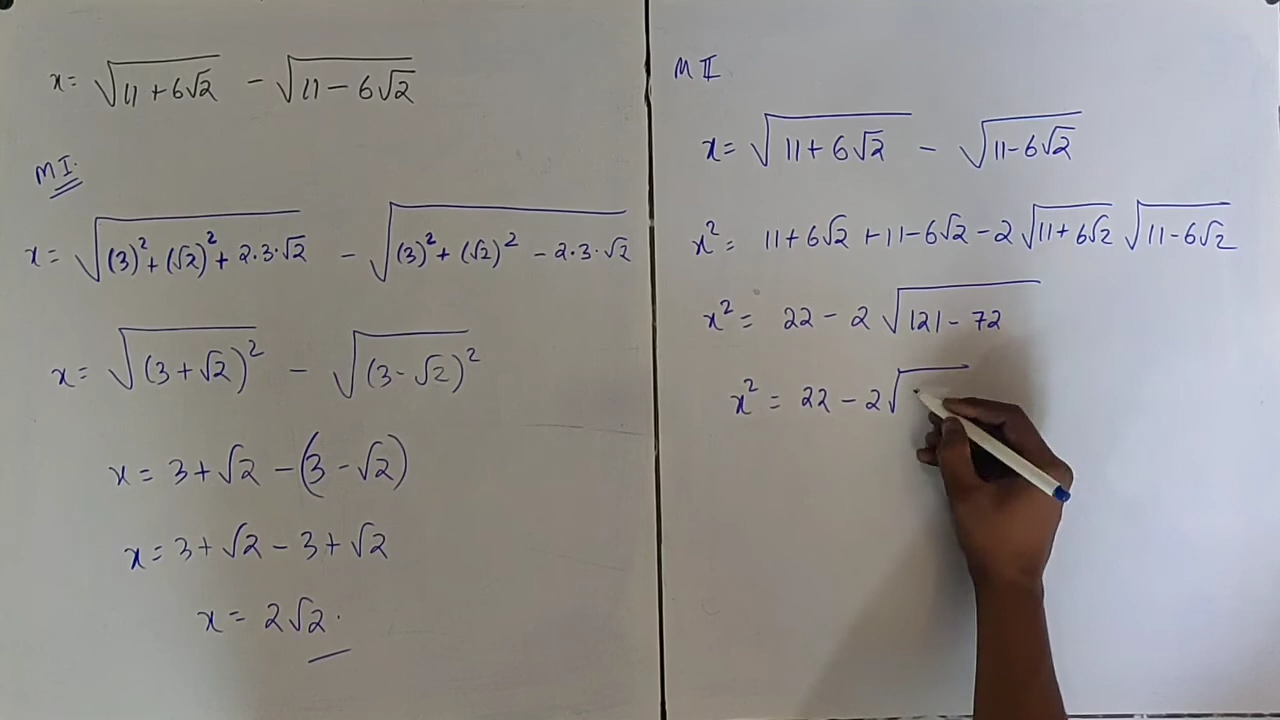 x = √(11 + 6√2) - √(11 - 6√2)
M I.
x = √((3)² + (√2)² + 2·3·√2) - √((3)² + (√2)² - 2·3·√2)
x = √((3 + √2)²) - √((3 - √2)²)
x = 3 + √2 - (3 - √2)
x = 3 + √2 - 3 + √2
x = 2√2.
M II
x = √(11 + 6√2) - √(11 - 6√2)
x² = 11 + 6√2 + 11 - 6√2 - 2√(11 + 6√2) √(11 - 6√2)
x² = 22 - 2√(121 - 72)
x² = 22 - 2√